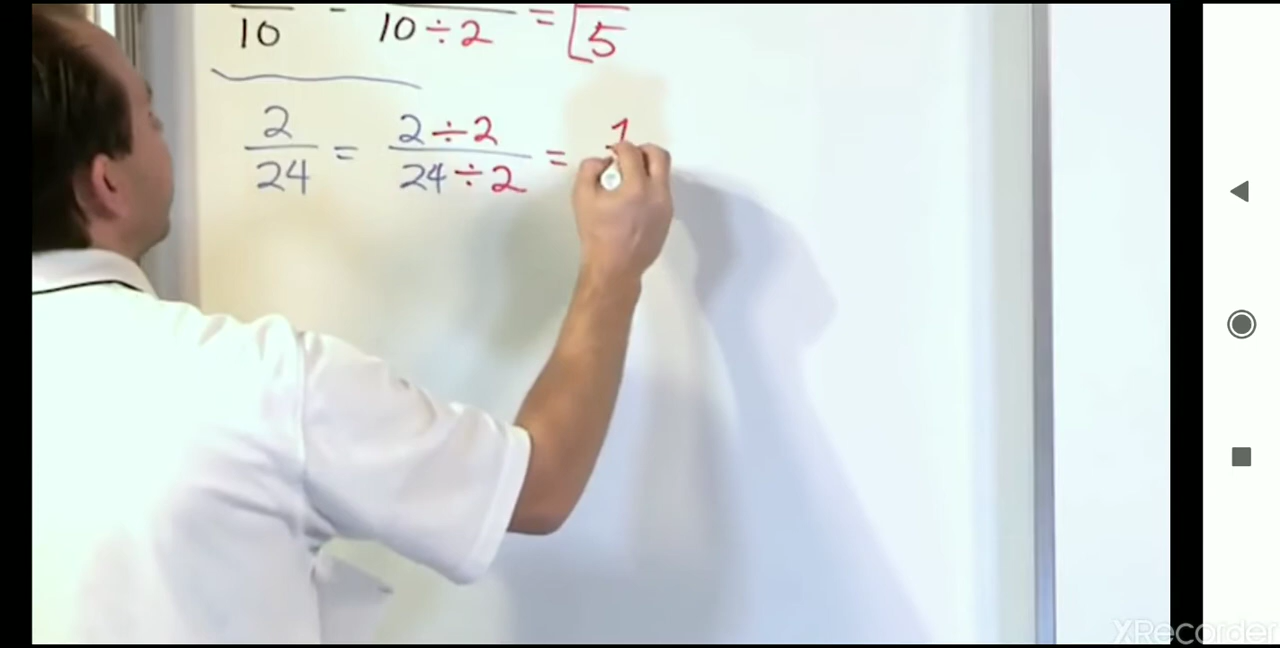 10 - 10 ÷ 2 = 5
2 = 2 ÷ 2 = 1
24 24 ÷ 2
XRecorder